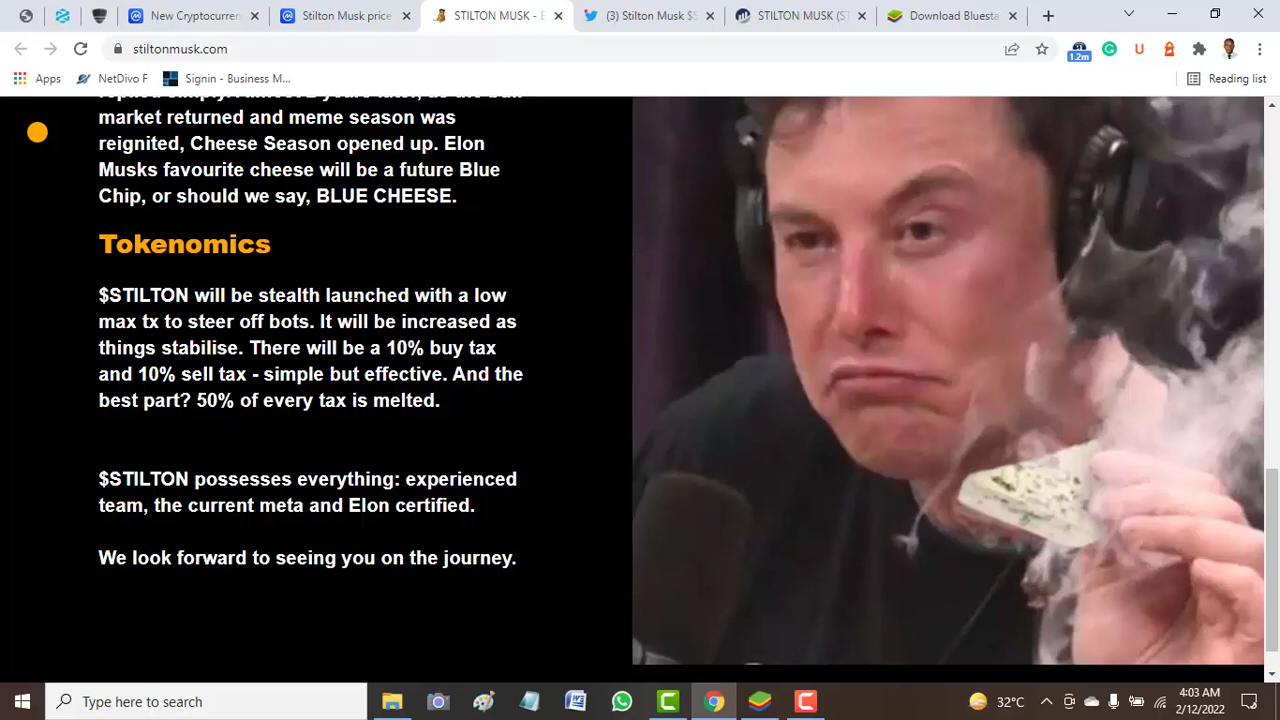 New Cryptocurren
Stilton Musk price
STILTON MUSK - E
(3) Stilton Musk $S
STILTON MUSK (ST
Download Bluesta
stiltonmusk.com
1.2m
Apps
NetDivo F
Signin - Business M...
Reading list
market returned and meme season was
reignited, Cheese Season opened up. Elon
Musks favourite cheese will be a future Blue
Chip, or should we say, BLUE CHEESE.
Tokenomics
$STILTON will be stealth launched with a low
max tx to steer off bots. It will be increased as
things stabilise. There will be a 10% buy tax
and 10% sell tax - simple but effective. And the
best part? 50% of every tax is melted.
$STILTON possesses everything: experienced
team, the current meta and Elon certified.
We look forward to seeing you on the journey.
Type here to search
32°C
4:03 AM
2/12/2022